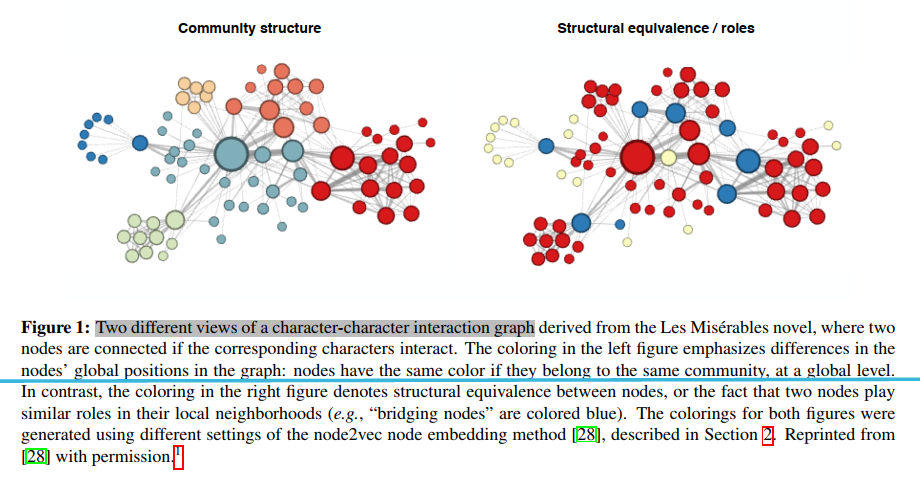 Community structure
Structural equivalence / roles
Figure 1: Two different views of a character-character interaction graph derived from the Les Misérables novel, where two
nodes are connected if the corresponding characters interact. The coloring in the left figure emphasizes differences in the
nodes' global positions in the graph: nodes have the same color if they belong to the same community, at a global level.
In contrast, the coloring in the right figure denotes structural equivalence between nodes, or the fact that two nodes play
similar roles in their local neighborhoods (e.g., “bridging nodes” are colored blue). The colorings for both figures were
generated using different settings of the node2vec node embedding method [28], described in Section 2. Reprinted from
[28] with permission.1